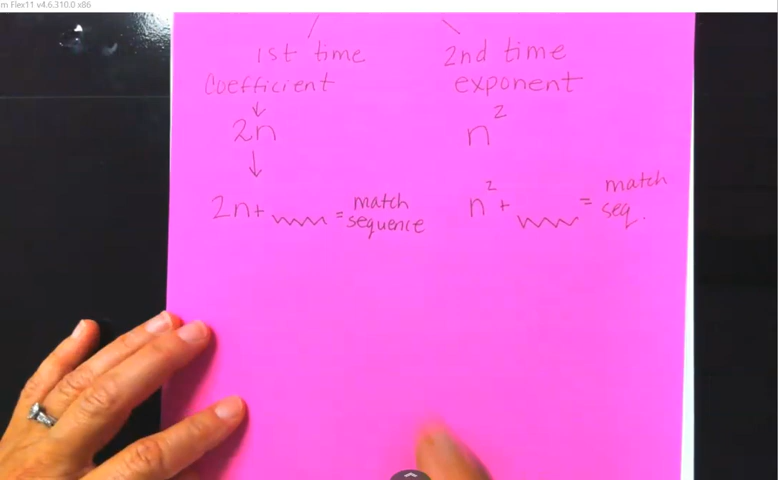 m Flex11 v4.6.310.0 x86
1st time
Coefficient
2n
2n+ = match
sequence
2nd time
exponent
n²
n² + = match
seq.